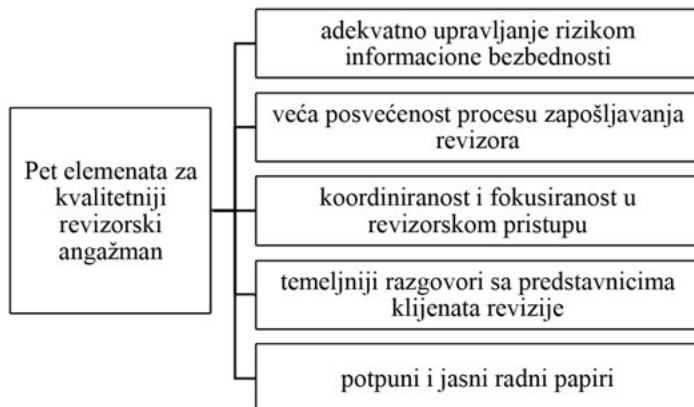 Pet elemenata za
kvalitetniji
revizorski
angažman
adekvatno upravljanje rizikom
informacione bezbednosti
veća posvećenost procesu zapošljavanja
revizora
koordiniranost i fokusiranost u
revizorskom pristupu
temeljniji razgovori sa predstavnicima
klijenata revizije
potpuni i jasni radni papiri